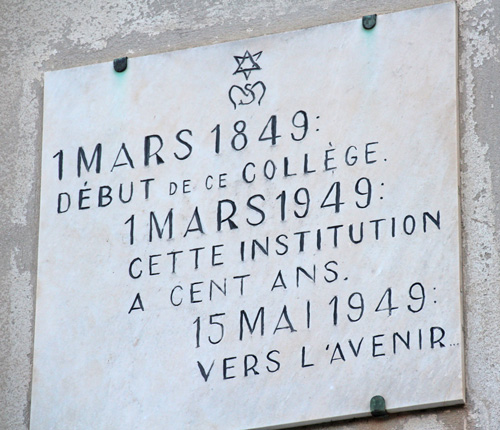 1 MARS 1849:
DÉBUT DE CE COLLÈGE.
1 MARS 1949:
CETTE INSTITUTION
A CENT ANS.
15 MAI 1949:
VERS L'AVENIR...